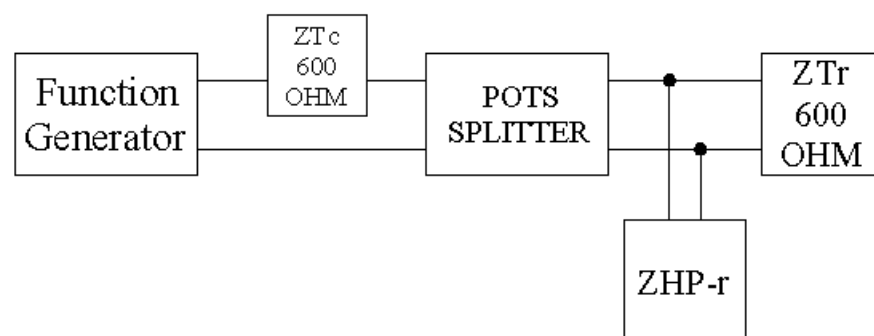 Function
Generator
ZTc
600
OHM
POTS
SPLITTER
ZTr
600
OHM
ZHP-r